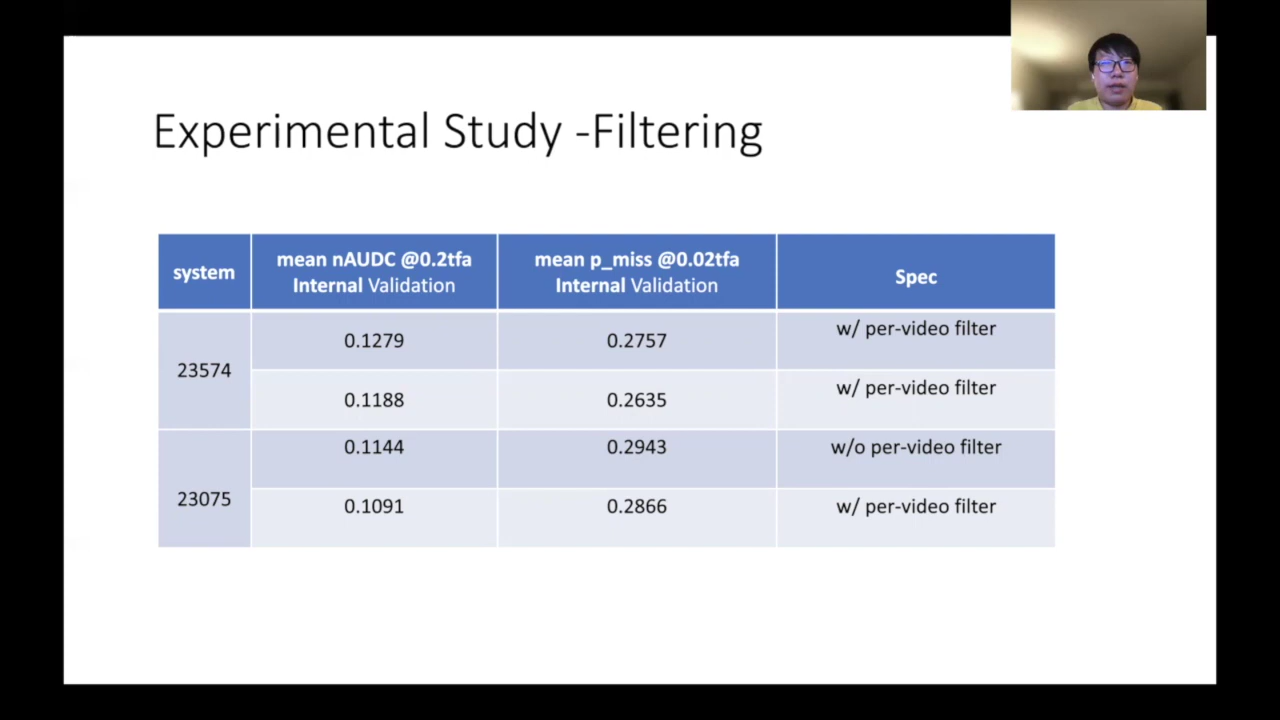 Experimental Study -Filtering
system
mean nAUDC @0.2tfa
Internal Validation
mean p_miss @0.02tfa
Internal Validation
Spec
23574
0.1279
0.2757
w/ per-video filter
0.1188
0.2635
w/ per-video filter
23075
0.1144
0.2943
w/o per-video filter
0.1091
0.2866
w/ per-video filter